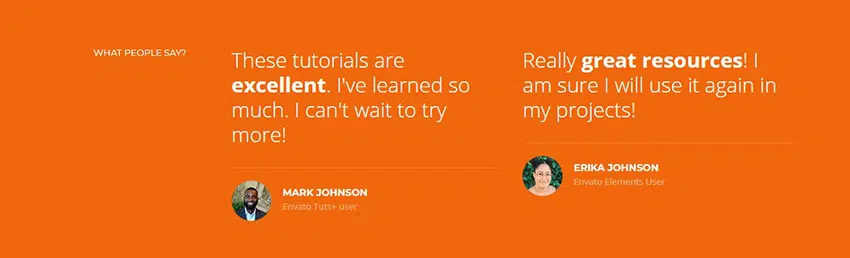 WHAT PEOPLE SAY?
These tutorials are
excellent. I've learned so
much. I can't wait to try
more!
MARK JOHNSON
Envato Tuts+ user
Really great resources! I
am sure I will use it again in
my projects!
ERIKA JOHNSON
Envato Elements User